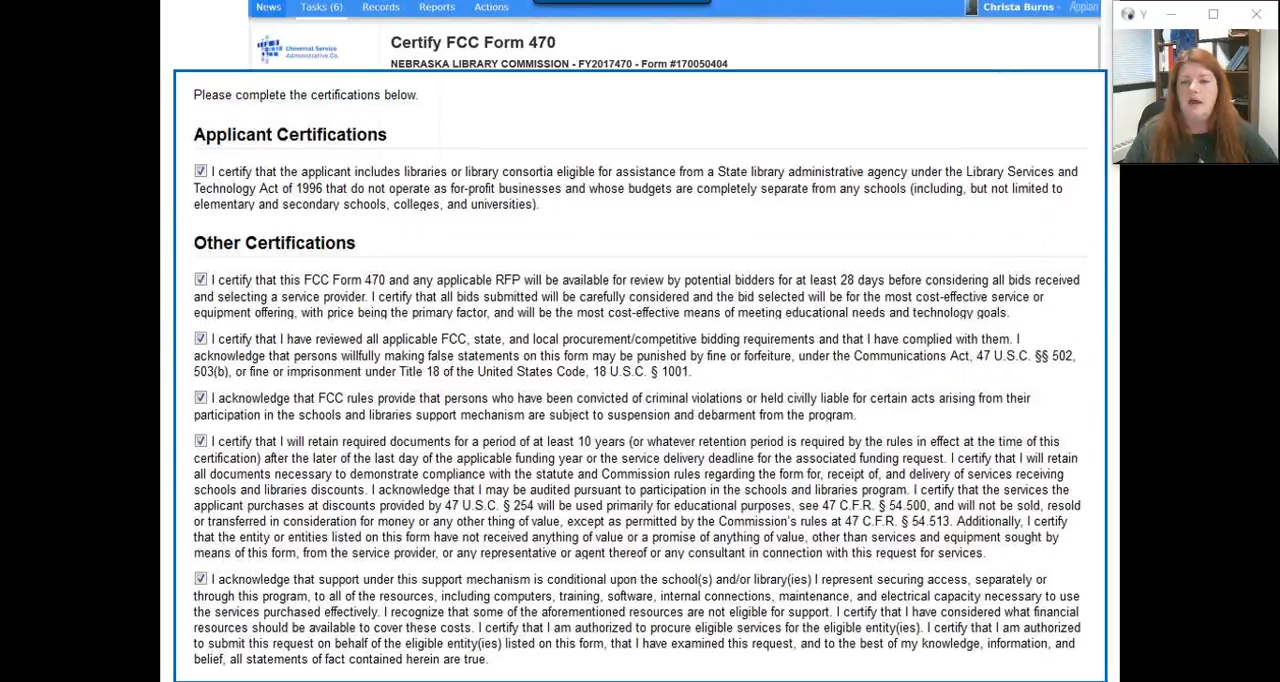 News Tasks (6) Records Reports Actions Christa Burns Appian
Y
Universal Service
Administrative Co.
Certify FCC Form 470
NEBRASKA LIBRARY COMMISSION - FY2017470 - Form #170050404
Please complete the certifications below.
Applicant Certifications
I certify that the applicant includes libraries or library consortia eligible for assistance from a State library administrative agency under the Library Services and
Technology Act of 1996 that do not operate as for-profit businesses and whose budgets are completely separate from any schools (including, but not limited to
elementary and secondary schools, colleges, and universities).
Other Certifications
I certify that this FCC Form 470 and any applicable RFP will be available for review by potential bidders for at least 28 days before considering all bids received
and selecting a service provider. I certify that all bids submitted will be carefully considered and the bid selected will be for the most cost-effective service or
equipment offering, with price being the primary factor, and will be the most cost-effective means of meeting educational needs and technology goals.
I certify that I have reviewed all applicable FCC, state, and local procurement/competitive bidding requirements and that I have complied with them. I
acknowledge that persons willfully making false statements on this form may be punished by fine or forfeiture, under the Communications Act, 47 U.S.C. §§ 502,
503(b), or fine or imprisonment under Title 18 of the United States Code, 18 U.S.C. § 1001.
I acknowledge that FCC rules provide that persons who have been convicted of criminal violations or held civilly liable for certain acts arising from their
participation in the schools and libraries support mechanism are subject to suspension and debarment from the program.
I certify that I will retain required documents for a period of at least 10 years (or whatever retention period is required by the rules in effect at the time of this
certification) after the later of the last day of the applicable funding year or the service delivery deadline for the associated funding request. I certify that I will retain
all documents necessary to demonstrate compliance with the statute and Commission rules regarding the form for, receipt of, and delivery of services receiving
schools and libraries discounts. I acknowledge that I may be audited pursuant to participation in the schools and libraries program. I certify that the services the
applicant purchases at discounts provided by 47 U.S.C. § 254 will be used primarily for educational purposes, see 47 C.F.R. § 54.500, and will not be sold, resold
or transferred in consideration for money or any other thing of value, except as permitted by the Commission's rules at 47 C.F.R. § 54.513. Additionally, I certify
that the entity or entities listed on this form have not received anything of value or a promise of anything of value, other than services and equipment sought by
means of this form, from the service provider, or any representative or agent thereof or any consultant in connection with this request for services.
I acknowledge that support under this support mechanism is conditional upon the school(s) and/or library(ies) I represent securing access, separately or
through this program, to all of the resources, including computers, training, software, internal connections, maintenance, and electrical capacity necessary to use
the services purchased effectively. I recognize that some of the aforementioned resources are not eligible for support. I certify that I have considered what financial
resources should be available to cover these costs. I certify that I am authorized to procure eligible services for the eligible entity(ies). I certify that I am authorized
to submit this request on behalf of the eligible entity(ies) listed on this form, that I have examined this request, and to the best of my knowledge, information, and
belief, all statements of fact contained herein are true.